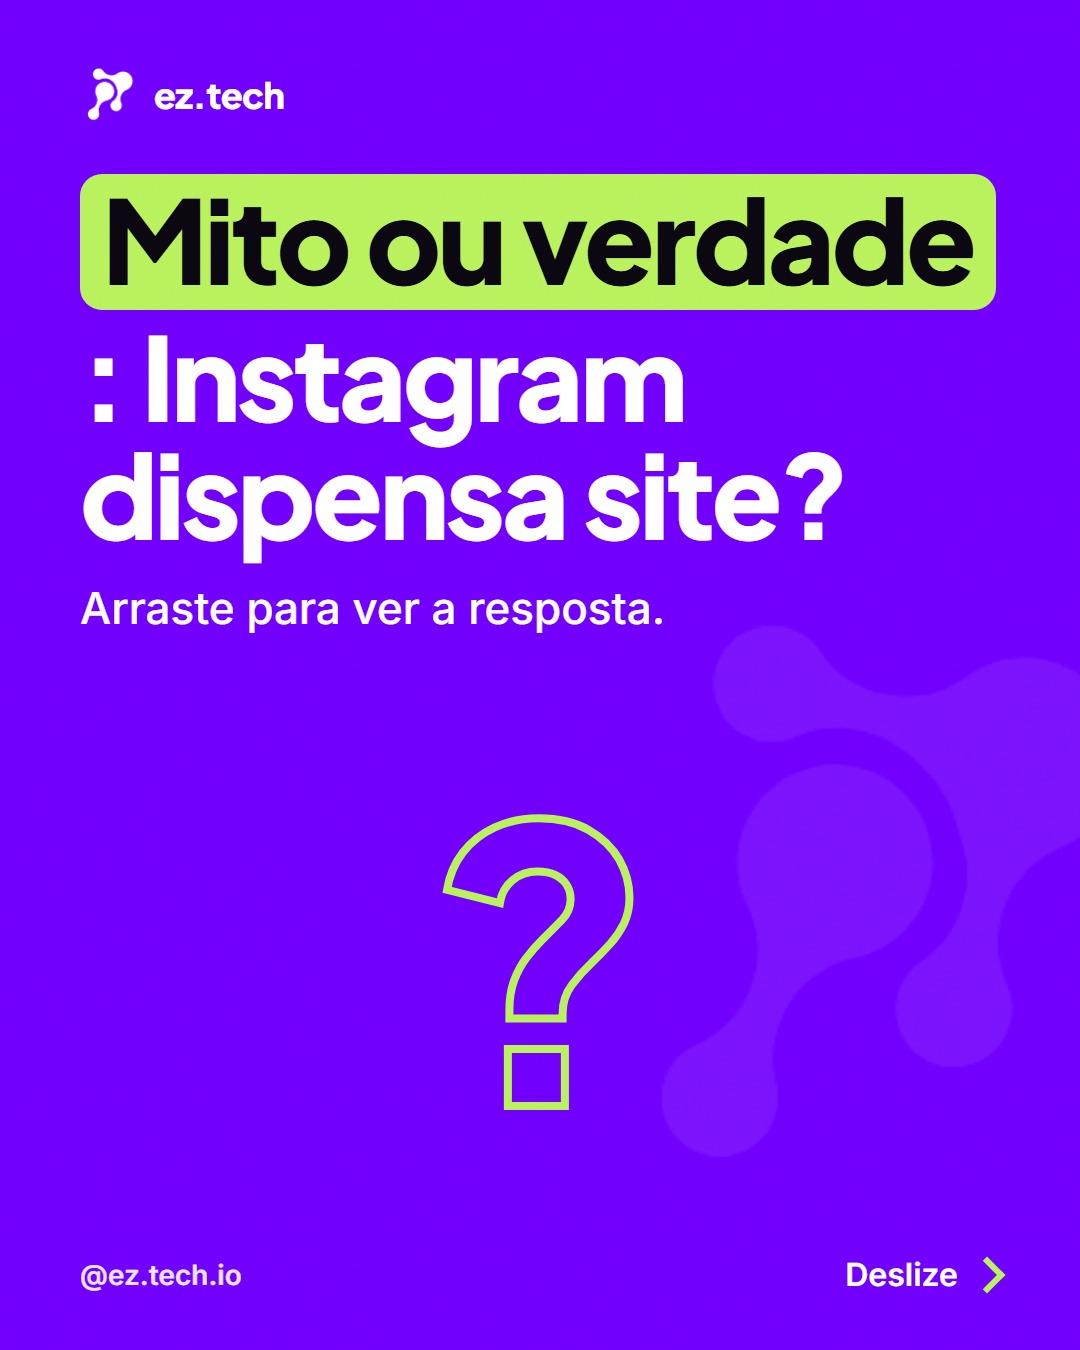 ez.tech
Mito ou verdade
: Instagram
dispensa site?
Arraste para ver a resposta.
?
@ez.tech.io
Deslize